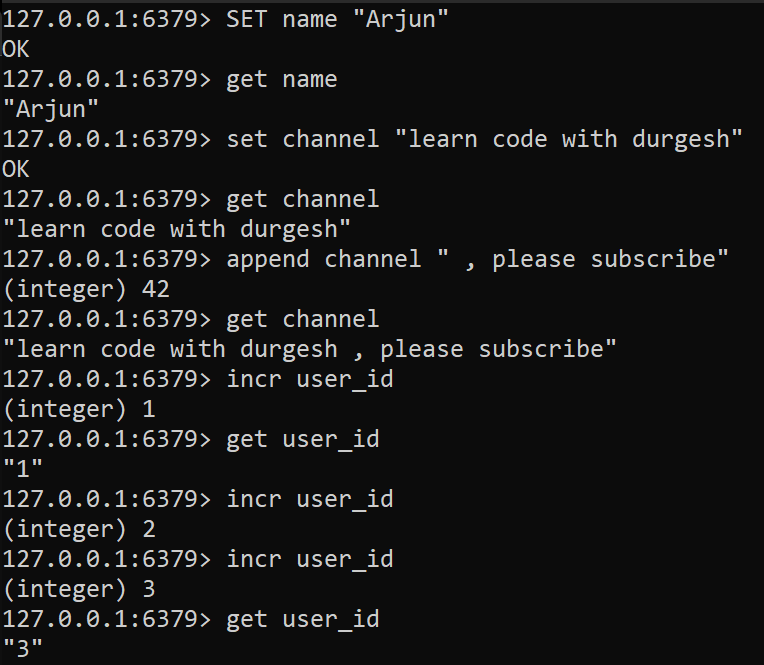 127.0.0.1:6379> SET name "Arjun"
OK
127.0.0.1:6379> get name
"Arjun"
127.0.0.1:6379> set channel "learn code with durgesh"
OK
127.0.0.1:6379> get channel
"learn code with durgesh"
127.0.0.1:6379> append channel " , please subscribe"
(integer) 42
127.0.0.1:6379> get channel
"learn code with durgesh , please subscribe"
127.0.0.1:6379> incr user_id
(integer) 1
127.0.0.1:6379> get user_id
"1"
127.0.0.1:6379> incr user_id
(integer) 2
127.0.0.1:6379> incr user_id
(integer) 3
127.0.0.1:6379> get user_id
"3"